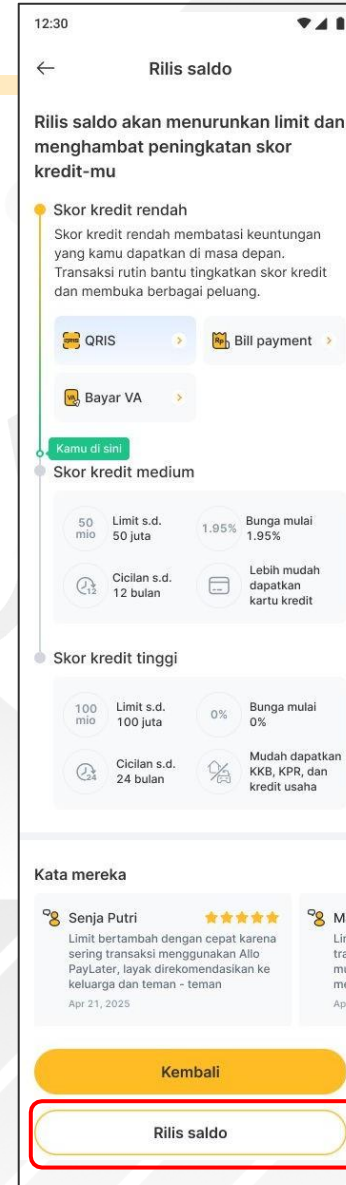 12:30
Rilis saldo
Rilis saldo akan menurunkan limit dan
menghambat peningkatan skor
kredit-mu
Skor kredit rendah
Skor kredit rendah membatasi keuntungan
yang kamu dapatkan di masa depan.
Transaksi rutin bantu tingkatkan skor kredit
dan membuka berbagai peluang.
QRIS
QRIS
Rp
Bill payment
VA
Bayar VA
Kamu di sini
Skor kredit medium
50
mio
Limit s.d.
50 juta
1.95%
Bunga mulai
1.95%
12
Cicilan s.d.
12 bulan
Lebih mudah
dapatkan
kartu kredit
Skor kredit tinggi
100
mio
Limit s.d.
100 juta
0%
Bunga mulai
0%
24
Cicilan s.d.
24 bulan
%
Mudah dapatkan
KKB, KPR, dan
kredit usaha
Kata mereka
Senja Putri
Limit bertambah dengan cepat karena
sering transaksi menggunakan Allo
PayLater, layak direkomendasikan ke
keluarga dan teman - teman
Apr 21, 2025
Kembali
Rilis saldo